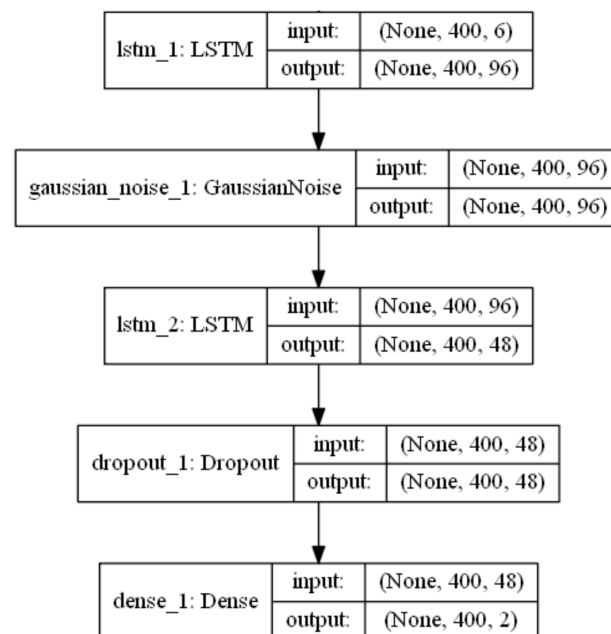 lstm_1: LSTM
input: (None, 400, 6)
output: (None, 400, 96)
gaussian_noise_1: GaussianNoise
input: (None, 400, 96)
output: (None, 400, 96)
lstm_2: LSTM
input: (None, 400, 96)
output: (None, 400, 48)
dropout_1: Dropout
input: (None, 400, 48)
output: (None, 400, 48)
dense_1: Dense
input: (None, 400, 48)
output: (None, 400, 2)